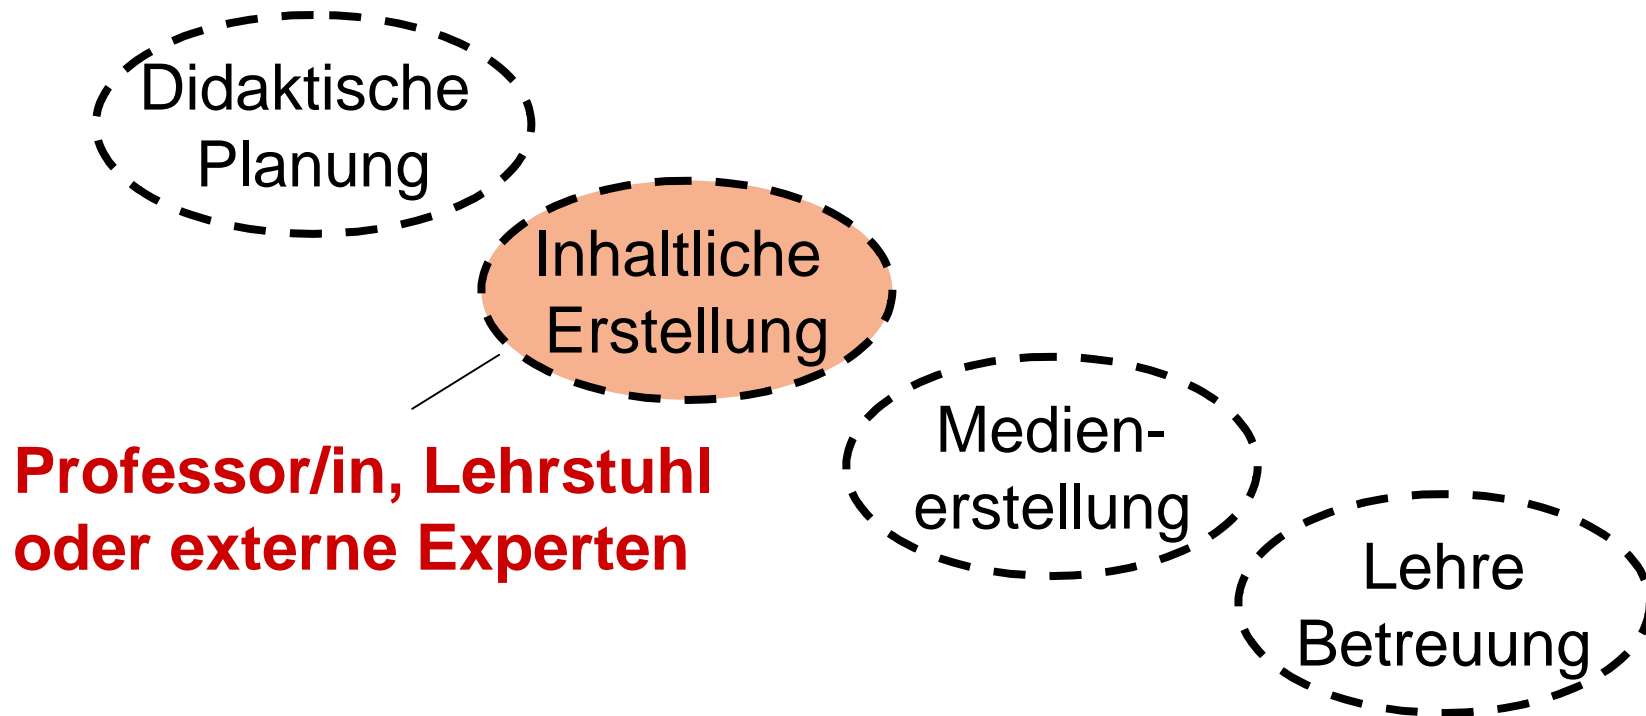 Didaktische
Planung
Inhaltliche
Erstellung
Professor/in, Lehrstuhl
oder externe Experten
Medien-
erstellung
Lehre
Betreuung